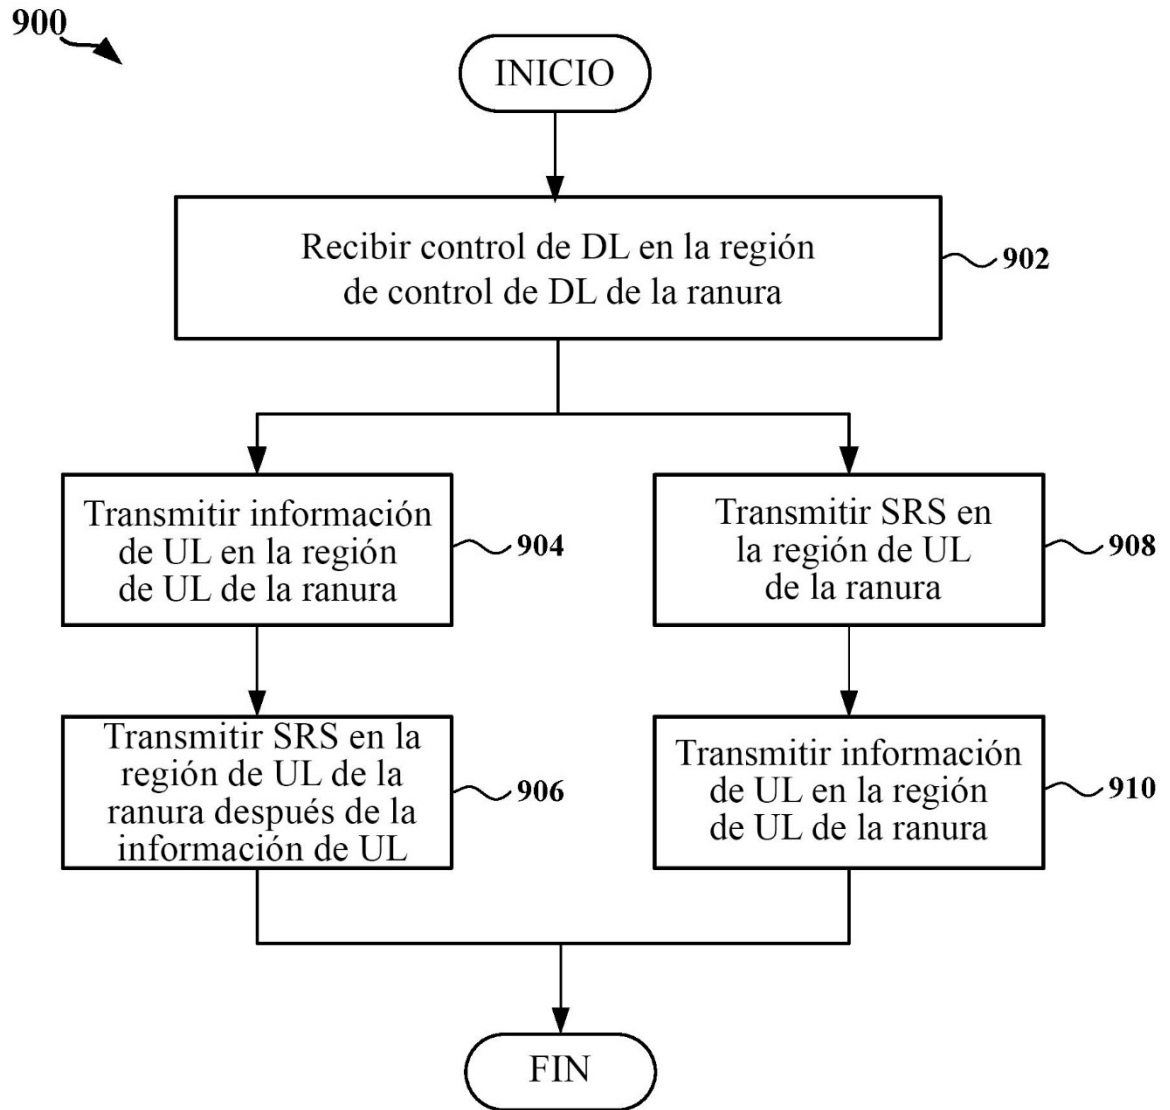 900
INICIO
Recibir control de DL en la región
de control de DL de la ranura
902
Transmitir información
de UL en la región
de UL de la ranura
904
Transmitir SRS en
la región de UL
de la ranura
908
Transmitir SRS en la
región de UL de la
ranura después de la
información de UL
906
Transmitir información
de UL en la región
de UL de la ranura
910
FIN